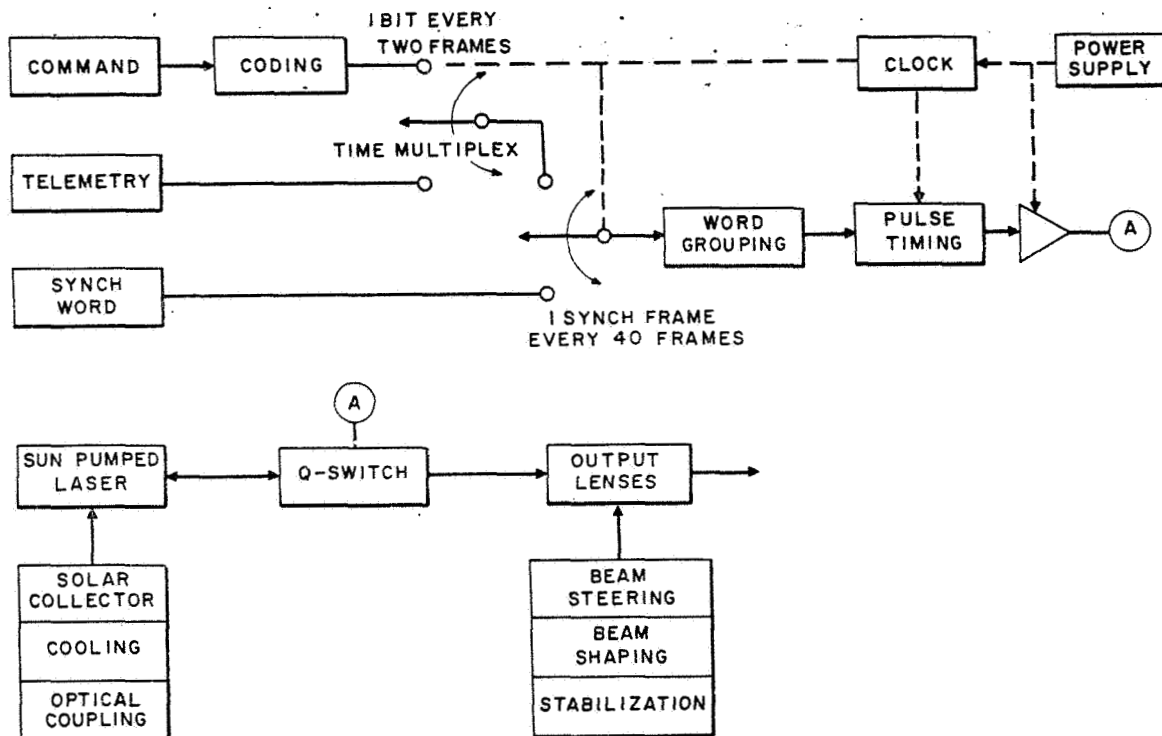 1 BIT EVERY
TWO FRAMES
COMMAND
CODING
CLOCK
POWER
SUPPLY
TIME MULTIPLEX
TELEMETRY
WORD
GROUPING
PULSE
TIMING
A
SYNCH
WORD
1 SYNCH FRAME
EVERY 40 FRAMES
A
SUN PUMPED
LASER
Q-SWITCH
OUTPUT
LENSES
SOLAR
COLLECTOR
COOLING
OPTICAL
COUPLING
BEAM
STEERING
BEAM
SHAPING
STABILIZATION